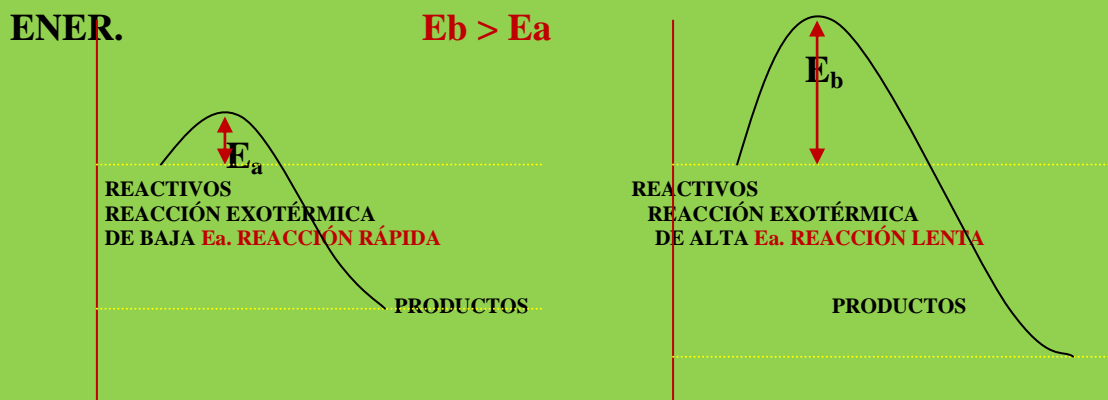 ENER.
Eb > Ea
Ea
REACTIVOS
REACCIÓN EXOTÉRMICA
DE BAJA Ea. REACCIÓN RÁPIDA
PRODUCTOS
Eb
REACTIVOS
REACCIÓN EXOTÉRMICA
DE ALTA Ea. REACCIÓN LENTA
PRODUCTOS